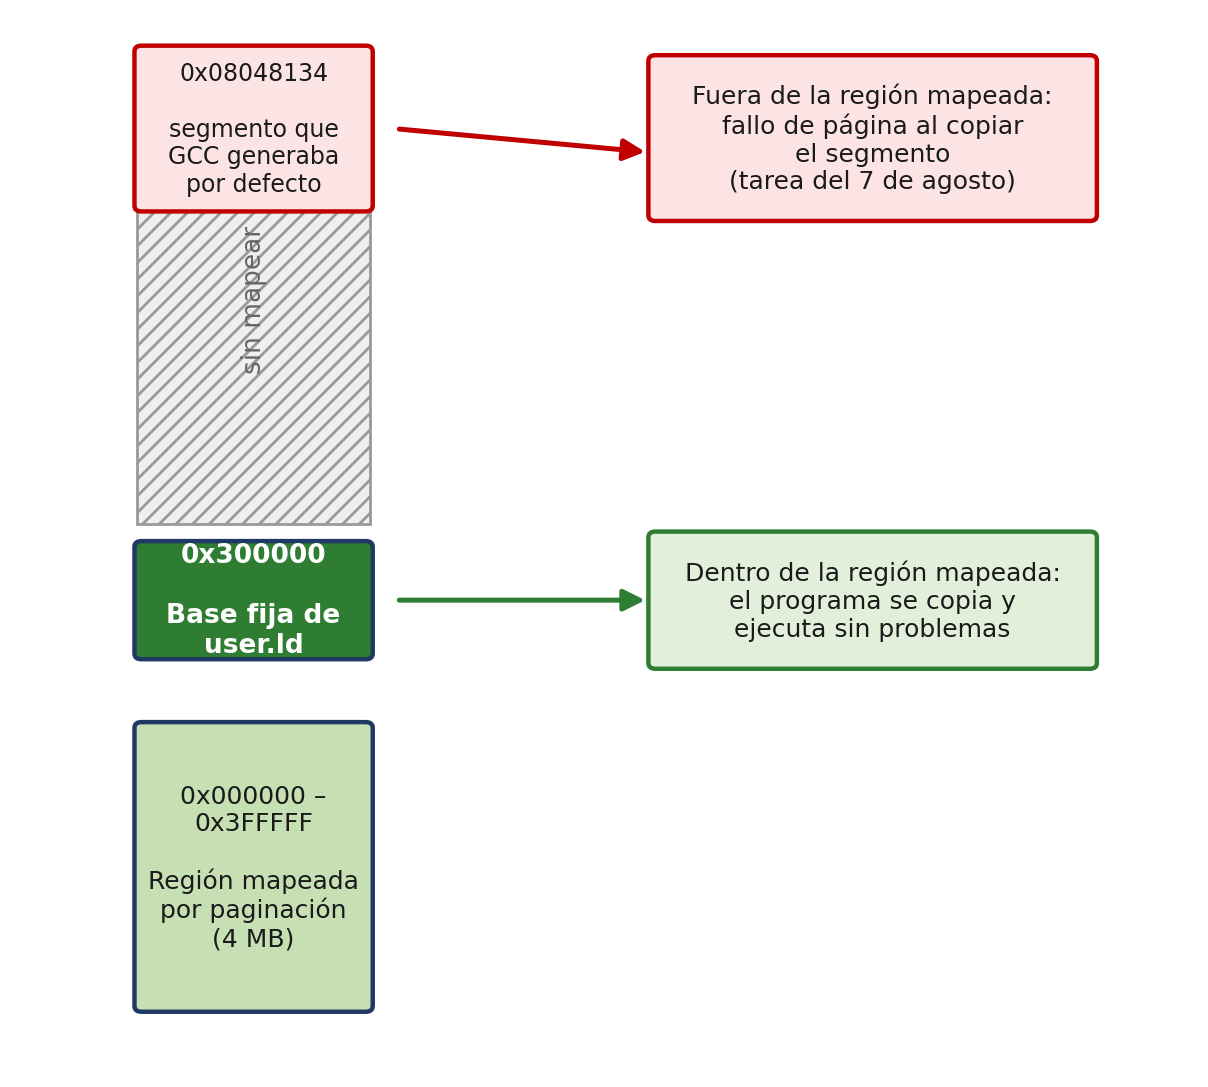 0x08048134
segmento que
GCC generaba
por defecto
Fuera de la región mapeada:
fallo de página al copiar
el segmento
(tarea del 7 de agosto)
sin mapear
0x300000
Base fija de
user.ld
Dentro de la región mapeada:
el programa se copia y
ejecuta sin problemas
0x000000 –
0x3FFFFF
Región mapeada
por paginación
(4 MB)